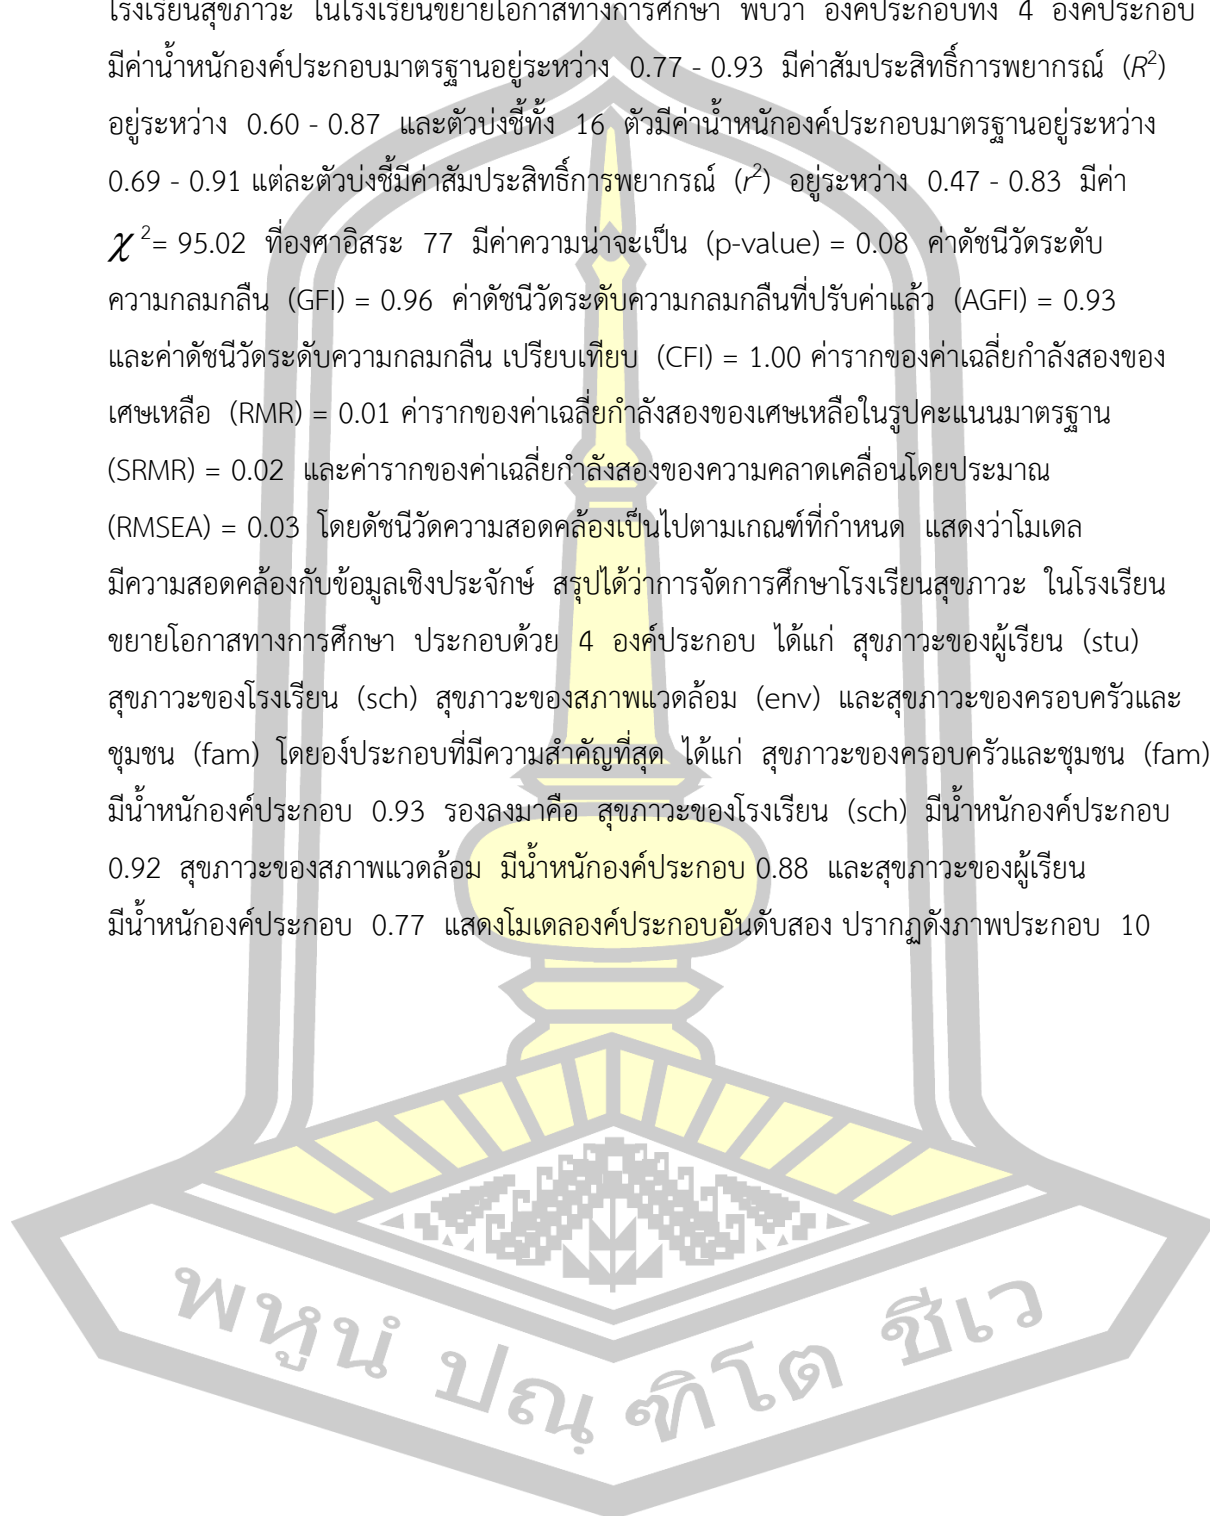 โรงเรียนสุขภาวะ ในโรงเรียนขยายโอกาสทางการศึกษา พบว่า องค์ประกอบทั้ง 4 องค์ประกอบ
มีค่าน้ำหนักองค์ประกอบมาตรฐานอยู่ระหว่าง 0.77 - 0.93 มีค่าสัมประสิทธิ์การพยากรณ์ (R²)
อยู่ระหว่าง 0.60 - 0.87 และตัวบ่งชี้ทั้ง 16 ตัวมีค่าน้ำหนักองค์ประกอบมาตรฐานอยู่ระหว่าง
0.69 - 0.91 แต่ละตัวบ่งชี้มีค่าสัมประสิทธิ์การพยากรณ์ (r²) อยู่ระหว่าง 0.47 - 0.83 มีค่า
χ ²= 95.02 ที่องศาอิสระ 77 มีค่าความน่าจะเป็น (p-value) = 0.08 ค่าดัชนีวัดระดับ
ความกลมกลืน (GFI) = 0.96 ค่าดัชนีวัดระดับความกลมกลืนที่ปรับค่าแล้ว (AGFI) = 0.93
และค่าดัชนีวัดระดับความกลมกลืน เปรียบเทียบ (CFI) = 1.00 ค่ารากของค่าเฉลี่ยกำลังสองของ
เศษเหลือ (RMR) = 0.01 ค่ารากของค่าเฉลี่ยกำลังสองของเศษเหลือในรูปคะแนนมาตรฐาน
(SRMR) = 0.02 และค่ารากของค่าเฉลี่ยกำลังสองของความคลาดเคลื่อนโดยประมาณ
(RMSEA) = 0.03 โดยดัชนีวัดความสอดคล้องเป็นไปตามเกณฑ์ที่กำหนด แสดงว่าโมเดล
มีความสอดคล้องกับข้อมูลเชิงประจักษ์ สรุปได้ว่าการจัดการศึกษาโรงเรียนสุขภาวะ ในโรงเรียน
ขยายโอกาสทางการศึกษา ประกอบด้วย 4 องค์ประกอบ ได้แก่ สุขภาวะของผู้เรียน (stu)
สุขภาวะของโรงเรียน (sch) สุขภาวะของสภาพแวดล้อม (env) และสุขภาวะของครอบครัวและ
ชุมชน (fam) โดยอง์ประกอบที่มีความสำคัญที่สุด ได้แก่ สุขภาวะของครอบครัวและชุมชน (fam)
มีน้ำหนักองค์ประกอบ 0.93 รองลงมาคือ สุขภาวะของโรงเรียน (sch) มีน้ำหนักองค์ประกอบ
0.92 สุขภาวะของสภาพแวดล้อม มีน้ำหนักองค์ประกอบ 0.88 และสุขภาวะของผู้เรียน
มีน้ำหนักองค์ประกอบ 0.77 แสดงโมเดลองค์ประกอบอันดับสอง ปรากฏดังภาพประกอบ 10
พหูนํ ปณฺฑิโต ชีเว